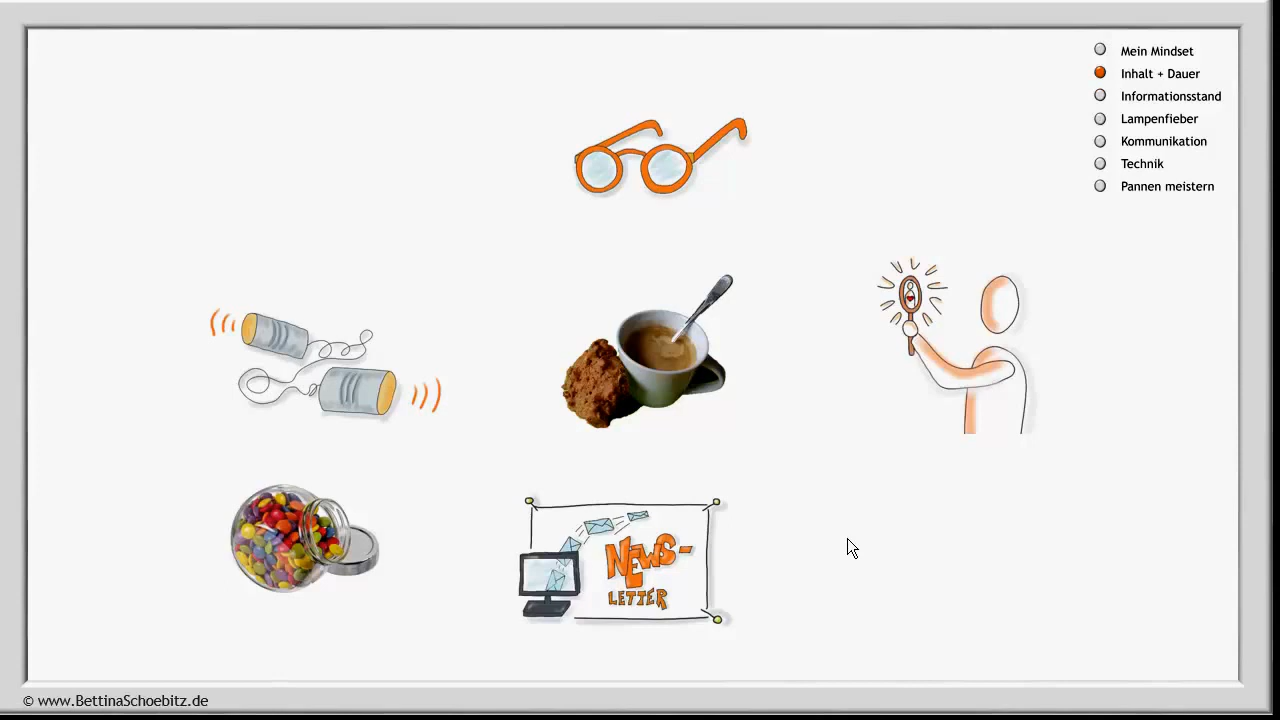 Mein Mindset
Inhalt + Dauer
Informationsstand
Lampenfieber
Kommunikation
Technik
Pannen meistern
NEWS-
LETTER
© www.BettinaSchoebitz.de